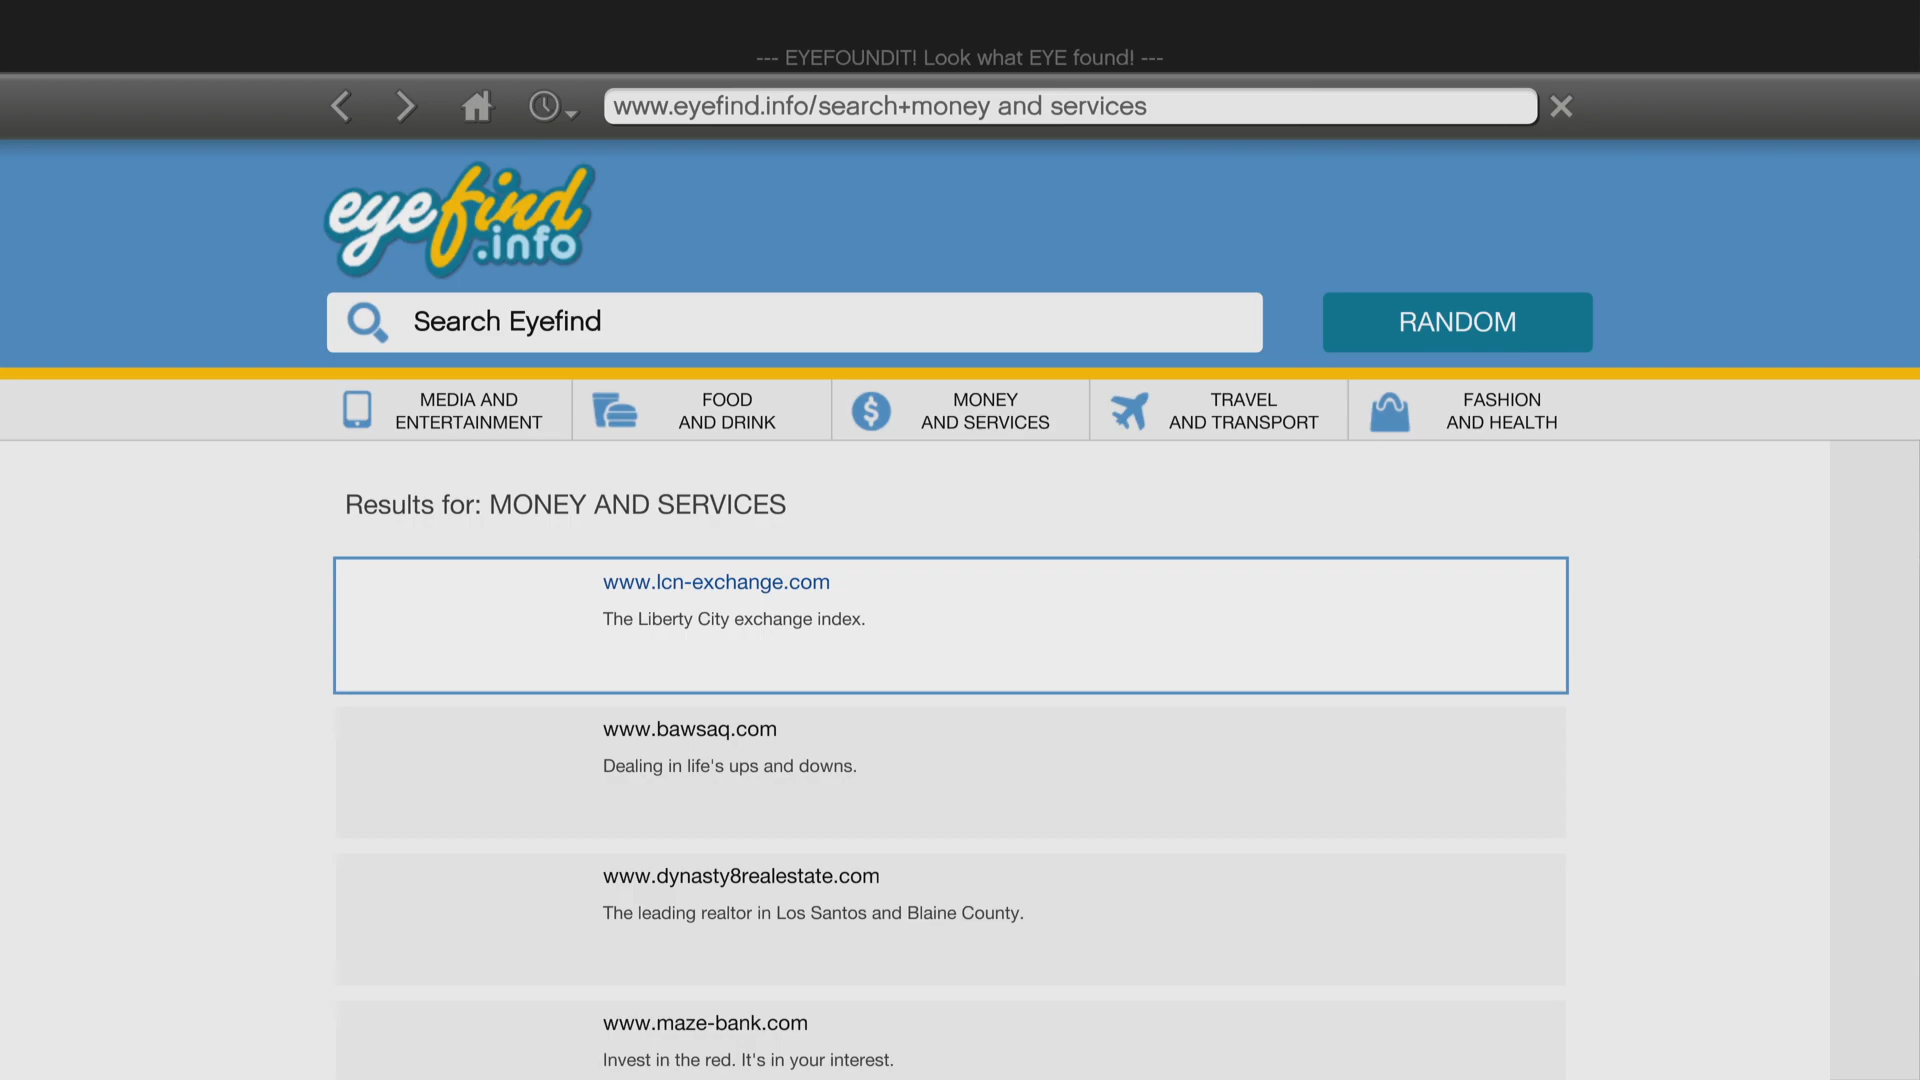 --- EYEFOUNDIT! Look what EYE found! ---
www.eyefind.info/search+money and services
eyefind
.info
Search Eyefind
RANDOM
MEDIA AND
ENTERTAINMENT
FOOD
AND DRINK
MONEY
AND SERVICES
TRAVEL
AND TRANSPORT
FASHION
AND HEALTH
Results for: MONEY AND SERVICES
www.lcn-exchange.com
The Liberty City exchange index.
www.bawsaq.com
Dealing in life's ups and downs.
www.dynasty8realestate.com
The leading realtor in Los Santos and Blaine County.
www.maze-bank.com
Invest in the red. It's in your interest.